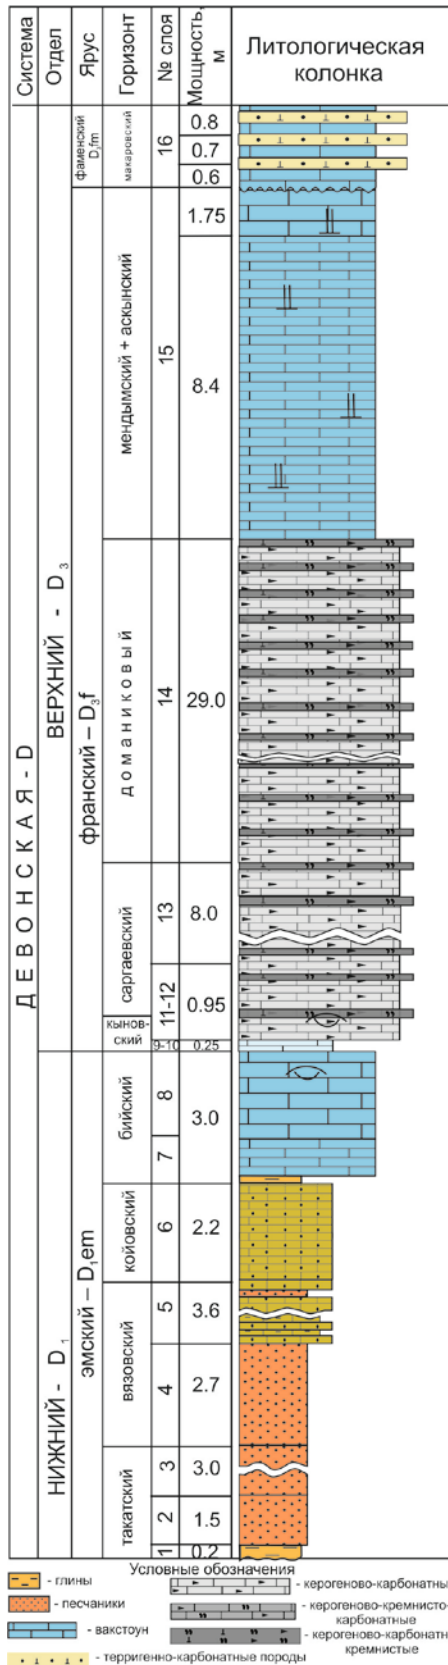 Система
Отдел
Ярус
Горизонт
№ слоя
Мощность, м
Литологическая
колонка
ДЕВОНСКАЯ - D
ВЕРХНИЙ - D3
НИЖНИЙ - D1
фаменский
D3fm
франский – D3f
эмский – D1em
макаровский
мендымский + аскынский
доманиковый
саргаевский
кынов-
ский
бийский
койовский
вязовский
такатский
16
15
14
13
11-12
9-10
8
7
6
5
4
3
2
1
0.8
0.7
0.6
1.75
8.4
29.0
8.0
0.95
0.25
3.0
2.2
3.6
2.7
3.0
1.5
0.2
Условные обозначения
- глины
- песчаники
- вакстоун
- терригенно-карбонатные породы
- керогеново-карбонатны
- керогеново-кремнисто-
карбонатные
- керогеново-карбонатн
кремнистые